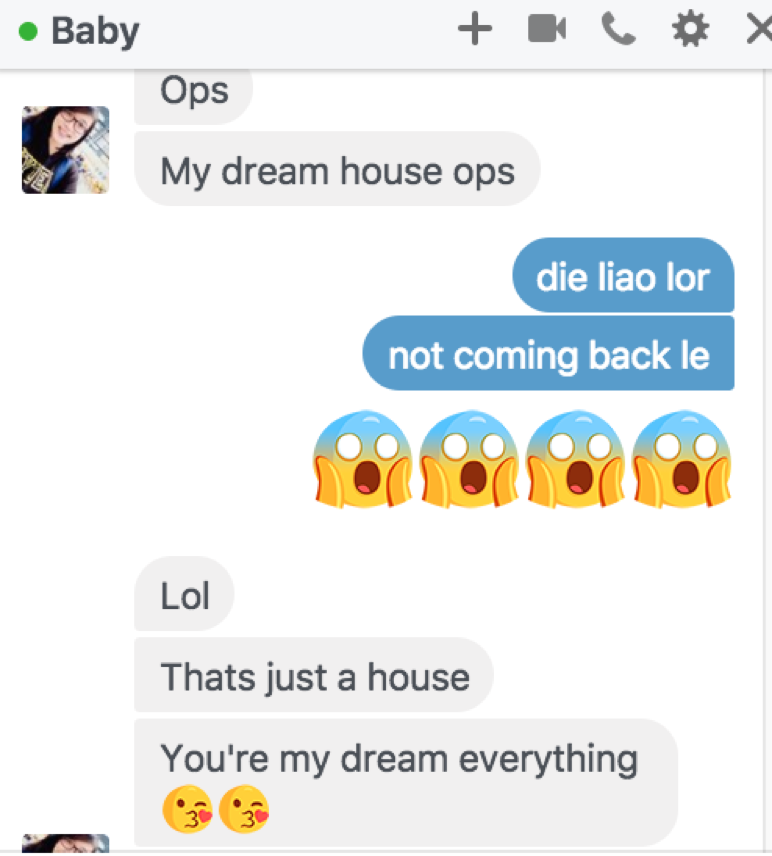 Baby
Ops
My dream house ops
die liao lor
not coming back le
😱😱😱😱
Lol
Thats just a house
You're my dream everything
😘😘